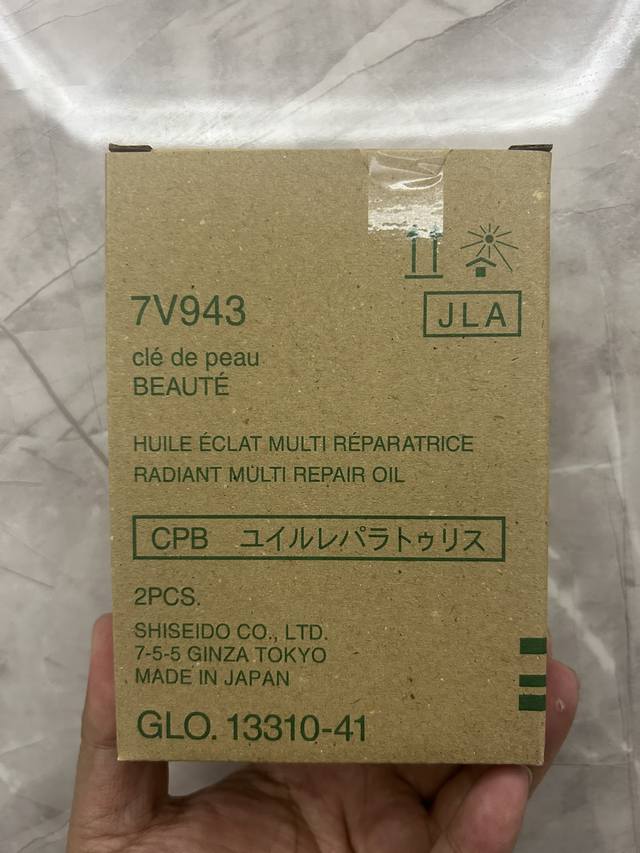 7V943
JLA
clé de peau
BEAUTÉ
HUILE ÉCLAT MULTI RÉPARATRICE
RADIANT MULTI REPAIR OIL
CPB ユイルレパラトゥリス
2PCS.
SHISEIDO CO., LTD.
7-5-5 GINZA TOKYO
MADE IN JAPAN
GLO. 13310-41